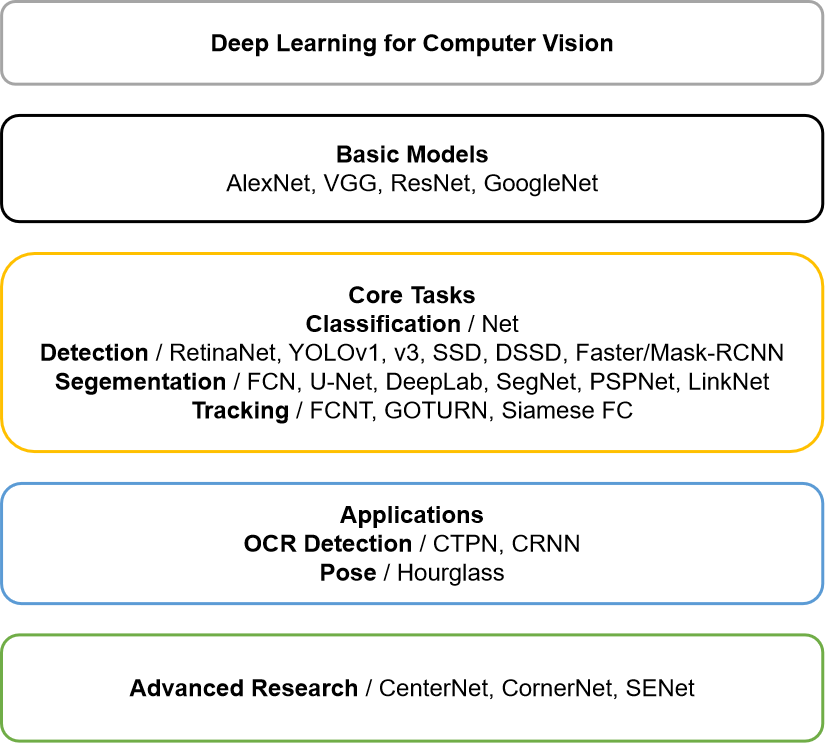 Deep Learning for Computer Vision
Basic Models
AlexNet, VGG, ResNet, GoogleNet
Core Tasks
Classification / Net
Detection / RetinaNet, YOLOv1, v3, SSD, DSSD, Faster/Mask-RCNN
Segementation / FCN, U-Net, DeepLab, SegNet, PSPNet, LinkNet
Tracking / FCNT, GOTURN, Siamese FC
Applications
OCR Detection / CTPN, CRNN
Pose / Hourglass
Advanced Research / CenterNet, CornerNet, SENet